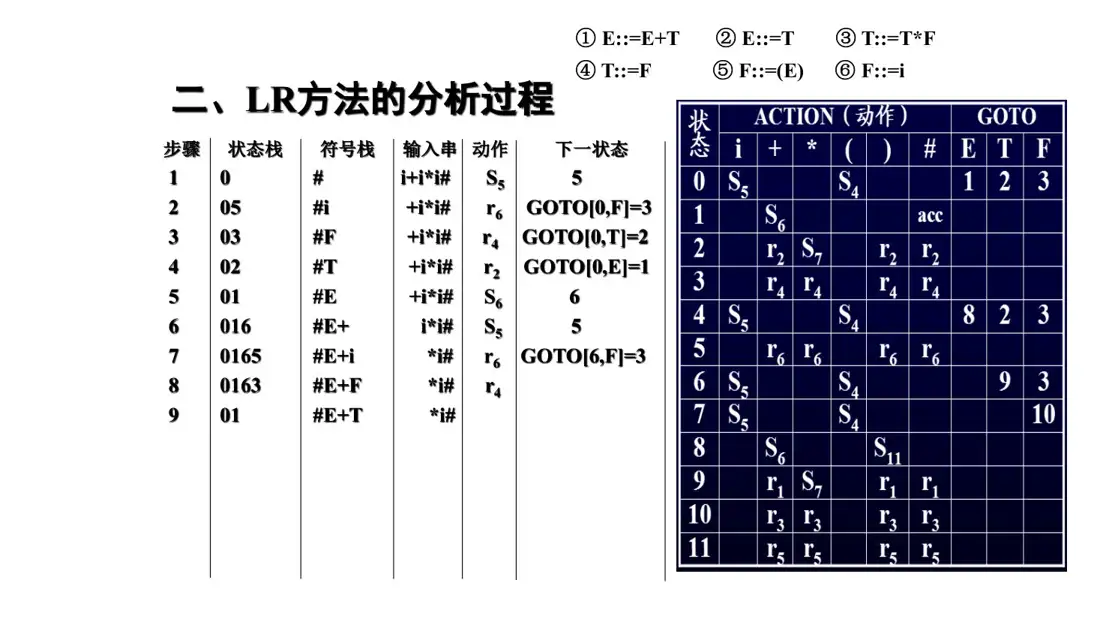 ① E::=E+T ② E::=T ③ T::=T*F
④ T::=F ⑤ F::=(E) ⑥ F::=i
二、LR方法的分析过程
步骤 状态栈 符号栈 输入串 动作 下一状态
1 0 # i+i*i# S5 5
2 05 #i +i*i# r6 GOTO[0,F]=3
3 03 #F +i*i# r4 GOTO[0,T]=2
4 02 #T +i*i# r2 GOTO[0,E]=1
5 01 #E +i*i# S6 6
6 016 #E+ i*i# S5 5
7 0165 #E+i *i# r6 GOTO[6,F]=3
8 0163 #E+F *i# r4
9 01 #E+T *i#
状态 ACTION（动作） GOTO
i + * ( ) # E T F
0 S5 S4 1 2 3
1 S6 acc
2 r2 S7 r2 r2
3 r4 r4 r4 r4
4 S5 S4 8 2 3
5 r6 r6 r6 r6
6 S5 S4 9 3
7 S5 S4 10
8 S6 S11
9 r1 S7 r1 r1
10 r3 r3 r3 r3
11 r5 r5 r5 r5